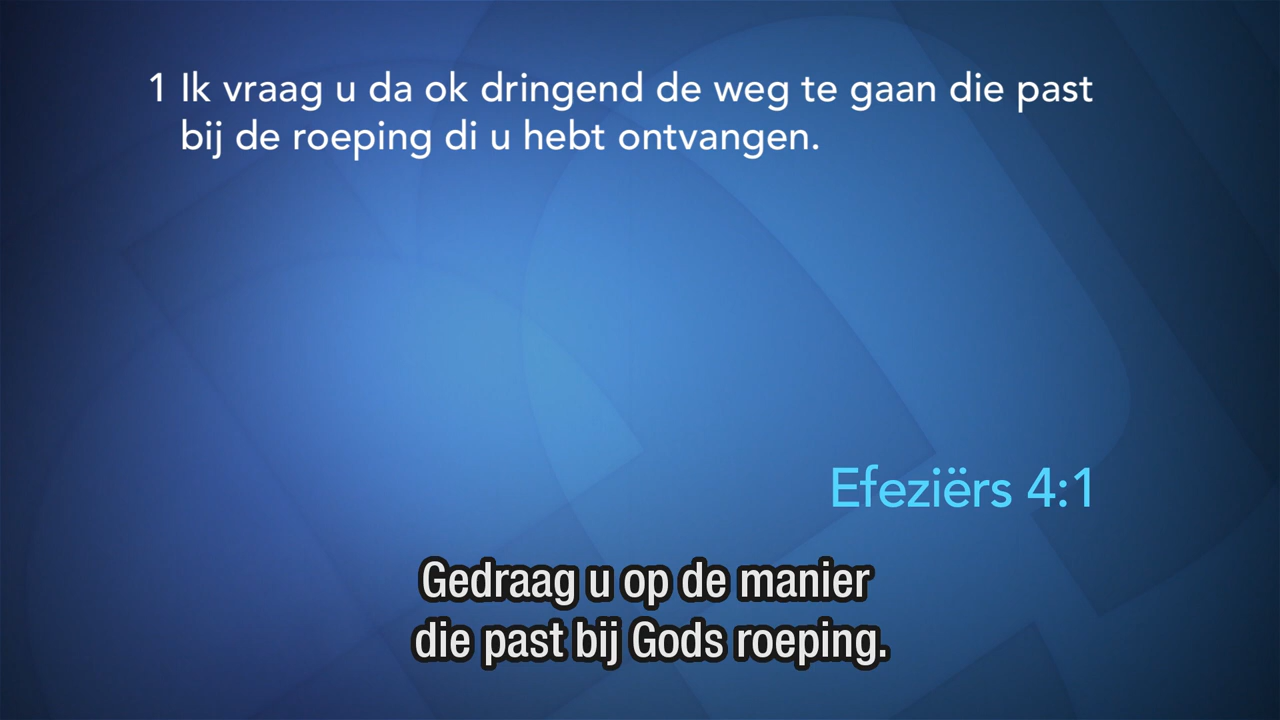 1 Ik vraag u da ok dringend de weg te gaan die past
bij de roeping di u hebt ontvangen.
Efeziërs 4:1
Gedraag u op de manier
die past bij Gods roeping.